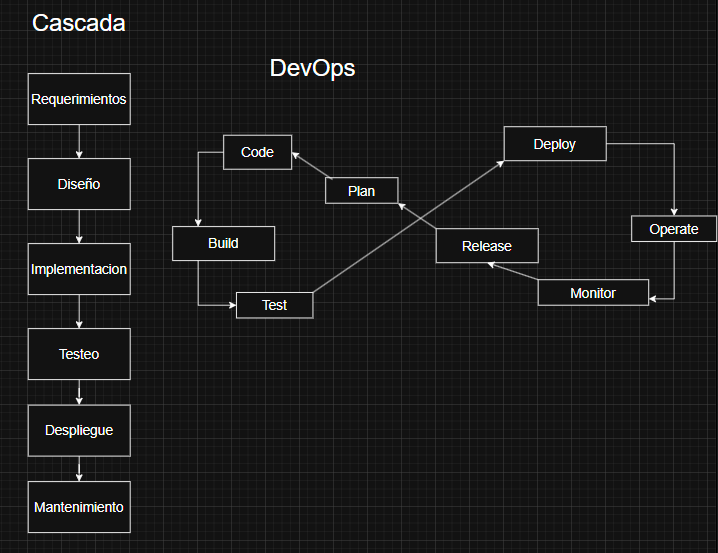 Cascada
DevOps
Requerimientos
Diseño
Implementacion
Testeo
Despliegue
Mantenimiento
Code
Plan
Build
Test
Deploy
Operate
Release
Monitor